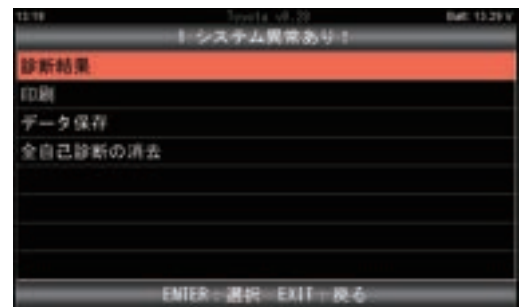 13:19 Toyota v0.20 Batt: 13.29 V
! システム異常あり!
診断結果
印刷
データ保存
全自己診断の消去
ENTER:選択 EXIT:戻る